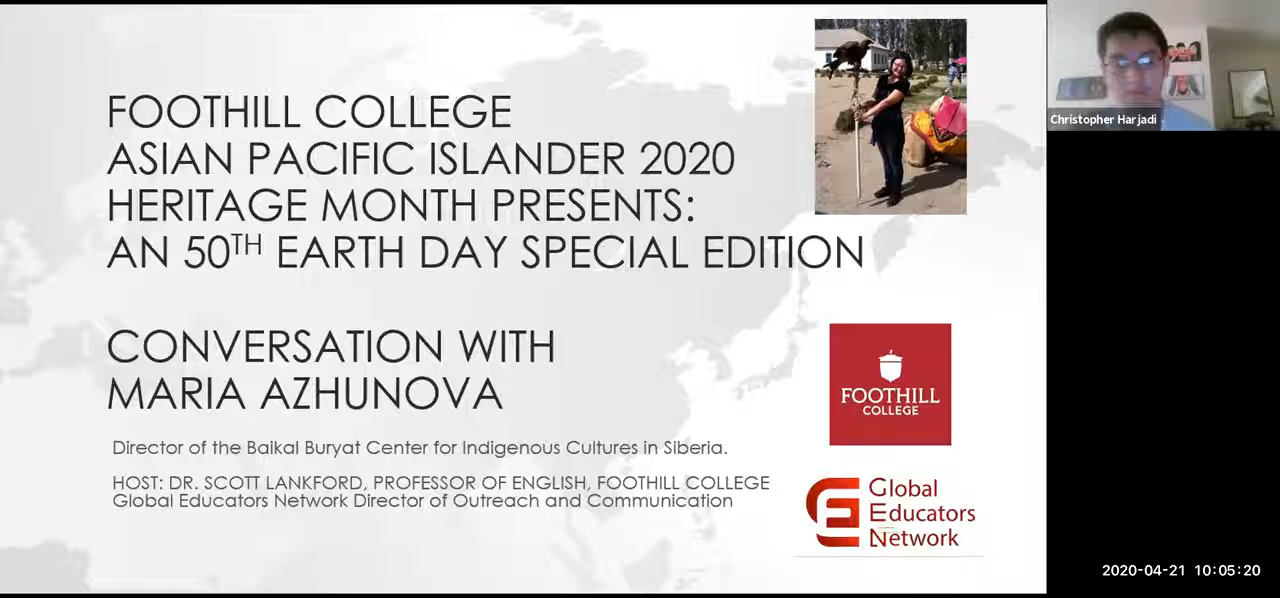 FOOTHILL COLLEGE
ASIAN PACIFIC ISLANDER 2020
HERITAGE MONTH PRESENTS:
AN 50TH EARTH DAY SPECIAL EDITION
CONVERSATION WITH
MARIA AZHUNOVA
Director of the Baikal Buryat Center for Indigenous Cultures in Siberia.
HOST: DR. SCOTT LANKFORD, PROFESSOR OF ENGLISH, FOOTHILL COLLEGE
Global Educators Network Director of Outreach and Communication
FOOTHILL
COLLEGE
Global
Educators
Network
Christopher Harjadi
2020-04-21 10:05:20